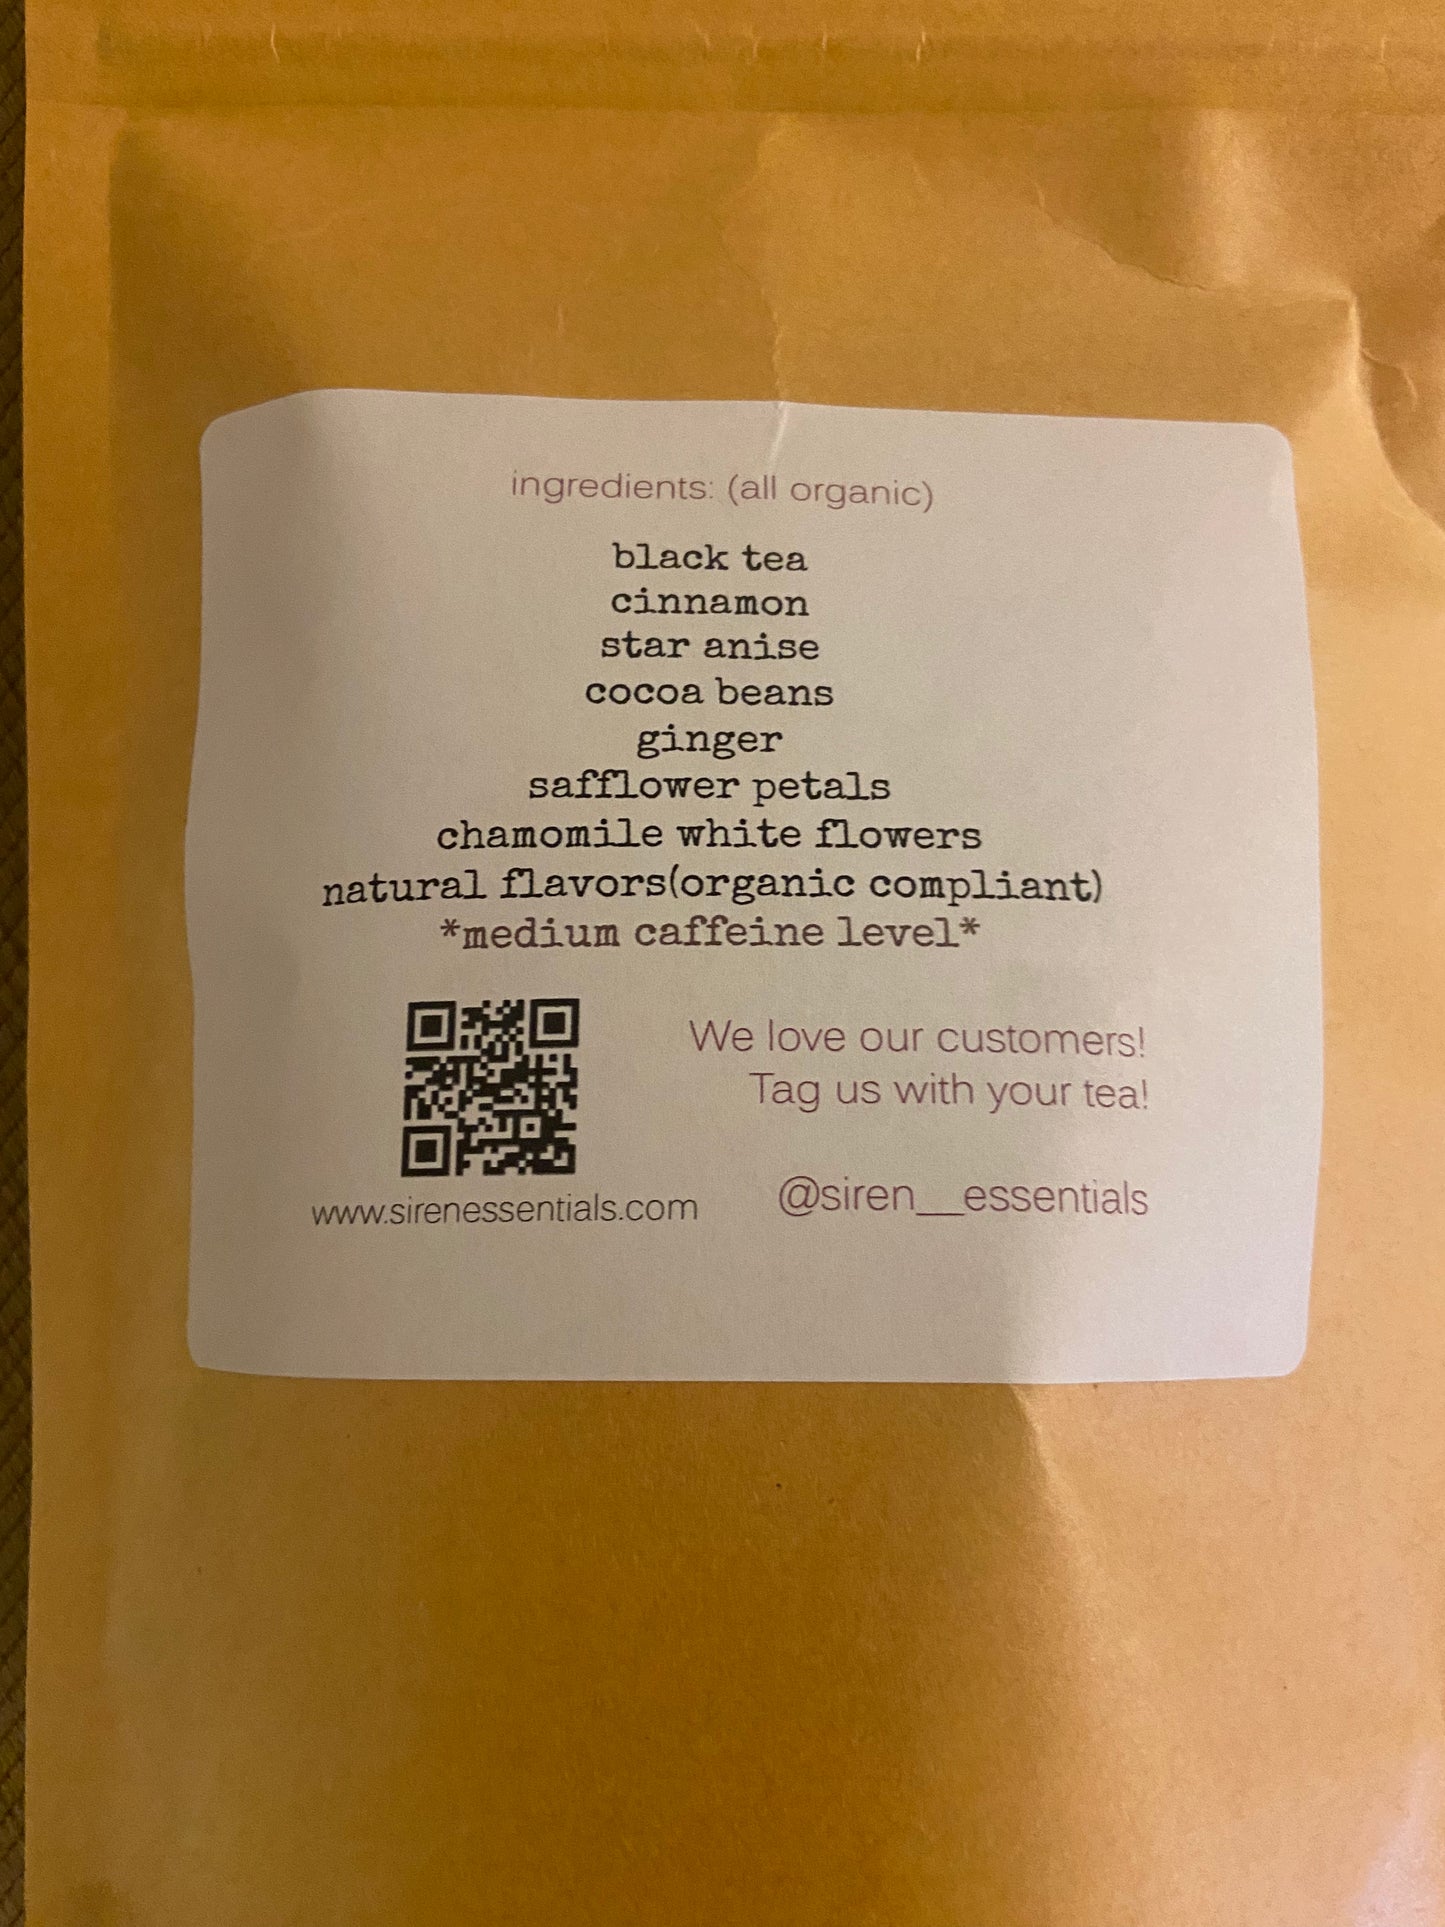 ingredients: (all organic)
black tea
cinnamon
star anise
cocoa beans
ginger
safflower petals
chamomile white flowers
natural flavors(organic compliant)
*medium caffeine level*
We love our customers!
Tag us with your tea!
www.sirenessentials.com
@siren__essentials